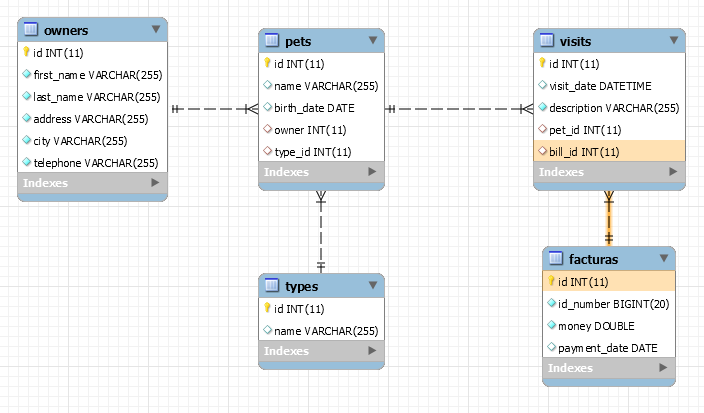 owners
id INT(11)
first_name VARCHAR(255)
last_name VARCHAR(255)
address VARCHAR(255)
city VARCHAR(255)
telephone VARCHAR(255)
Indexes
pets
id INT(11)
name VARCHAR(255)
birth_date DATE
owner INT(11)
type_id INT(11)
Indexes
visits
id INT(11)
visit_date DATETIME
description VARCHAR(255)
pet_id INT(11)
bill_id INT(11)
Indexes
types
id INT(11)
name VARCHAR(255)
Indexes
facturas
id INT(11)
id_number BIGINT(20)
money DOUBLE
payment_date DATE
Indexes